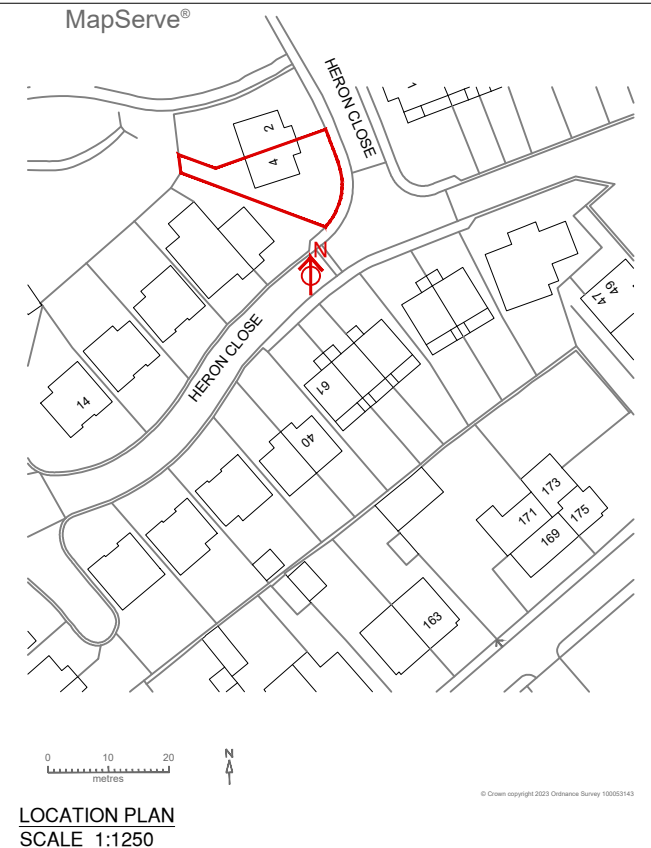 MapServe®
HERON CLOSE
1
2
4
N
49
47
HERON CLOSE
14
61
40
173
171
175
169
163
0 10 20
metres
N
© Crown copyright 2023 Ordnance Survey 100053143
LOCATION PLAN
SCALE 1:1250